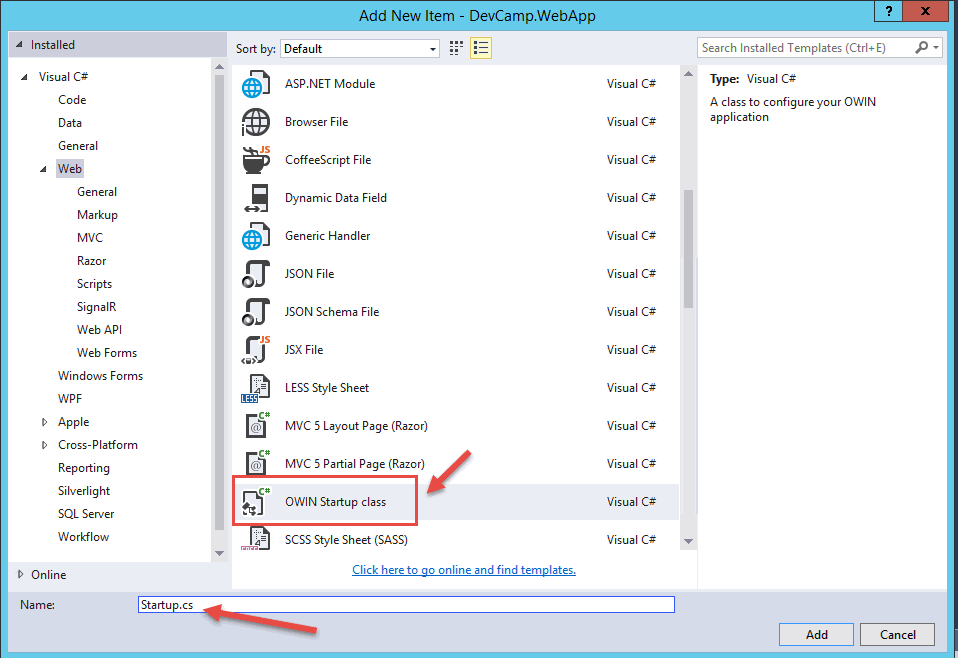 Add New Item - DevCamp.WebApp
? x
Installed
Sort by: Default
Search Installed Templates (Ctrl+E)
Visual C#
Code
Data
General
Web
General
Markup
MVC
Razor
Scripts
SignalR
Web API
Web Forms
Windows Forms
WPF
Apple
Cross-Platform
Reporting
Silverlight
SQL Server
Workflow
Online
ASP.NET Module Visual C#
Browser File Visual C#
JS
CoffeeScript File Visual C#
Dynamic Data Field Visual C#
Generic Handler Visual C#
JSON File Visual C#
JSON Schema File Visual C#
JS
JSX File Visual C#
LESS
LESS Style Sheet Visual C#
C#
@
MVC 5 Layout Page (Razor) Visual C#
C#
@
MVC 5 Partial Page (Razor) Visual C#
C#
OWIN Startup class Visual C#
SCSS Style Sheet (SASS) Visual C#
Click here to go online and find templates.
Type: Visual C#
A class to configure your OWIN
application
Name: Startup.cs
Add Cancel